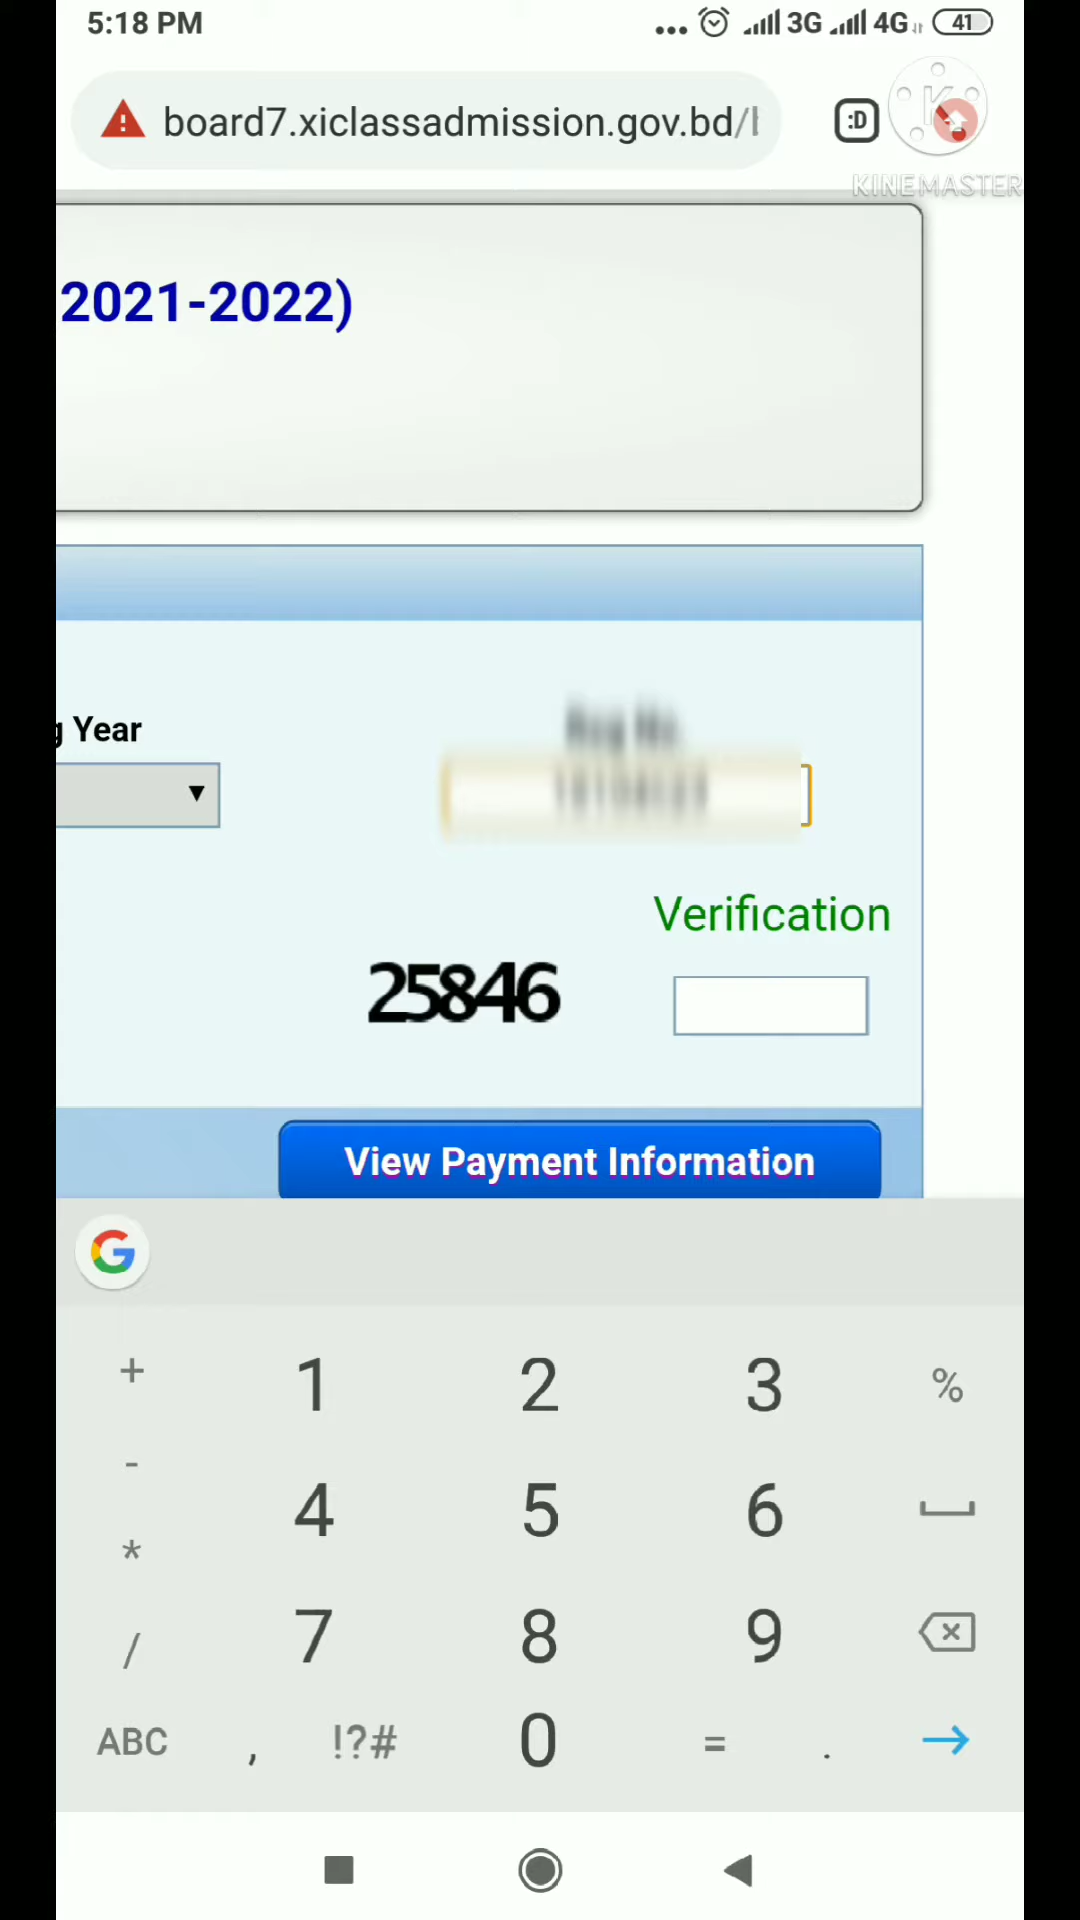 5:18 PM ... 3G 4G 41
board7.xiclassadmission.gov.bd/
:D
KINEMASTER
2021-2022)
g Year
Verification
25846
View Payment Information
G
+ 1 2 3 %
- 4 5 6
*
/ 7 8 9
ABC , !?# 0 = .